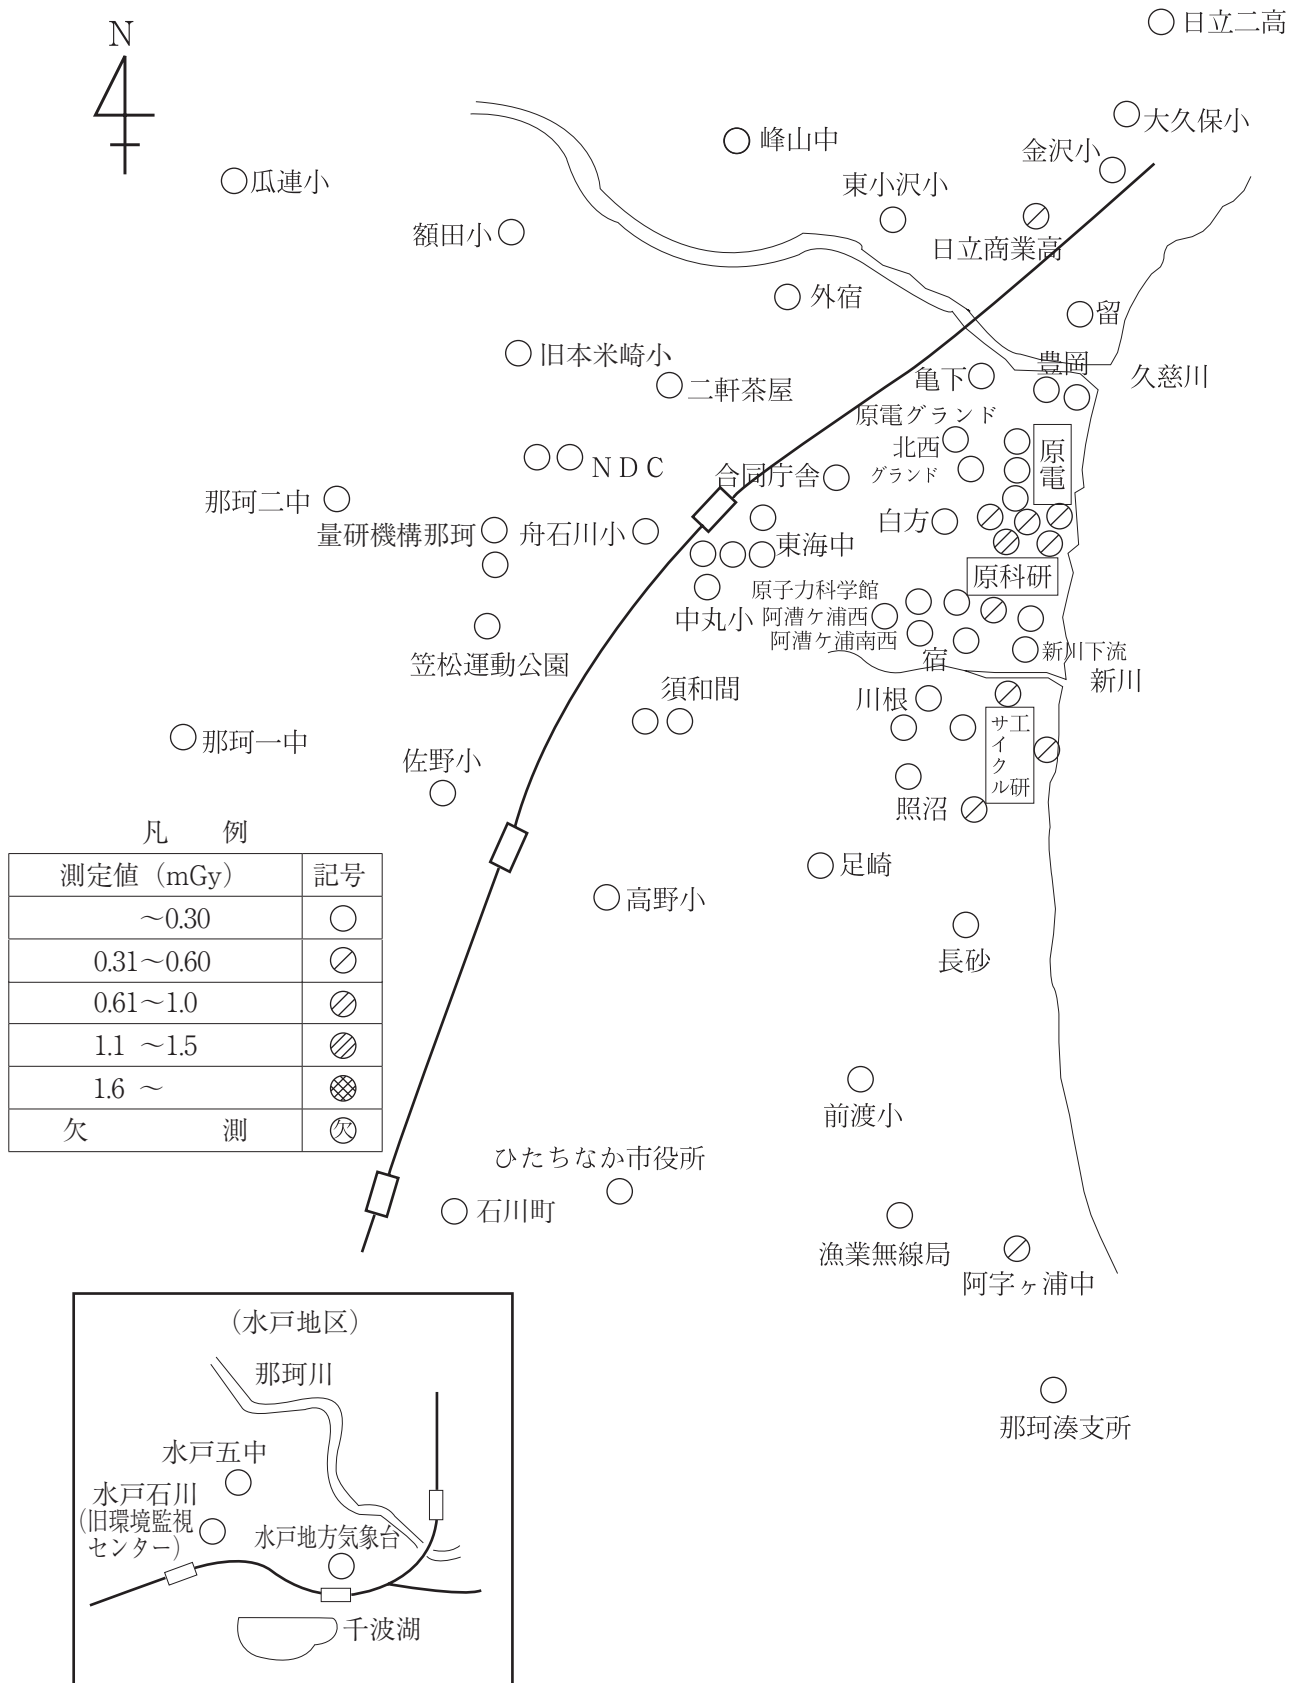 N
日立二高
大久保小
峰山中
金沢小
瓜連小
東小沢小
額田小
日立商業高
外宿
留
旧本米崎小
豊岡
久慈川
亀下
二軒茶屋
原電グランド
北西
グランド
原電
NDC
合同庁舎
那珂二中
量研機構那珂
舟石川小
白方
東海中
原科研
原子力科学館
中丸小
阿漕ケ浦西
阿漕ケ浦南西
宿
新川下流
笠松運動公園
新川
須和間
川根
サイクル工研
那珂一中
佐野小
照沼
凡 例
測定値(mGy) 記号
~0.30
0.31~0.60
0.61~1.0
1.1 ~1.5
1.6 ~
欠 測 欠
足崎
高野小
長砂
前渡小
ひたちなか市役所
石川町
漁業無線局
阿字ヶ浦中
那珂湊支所
(水戸地区)
那珂川
水戸五中
水戸石川
(旧環境監視
センター)
水戸地方気象台
千波湖